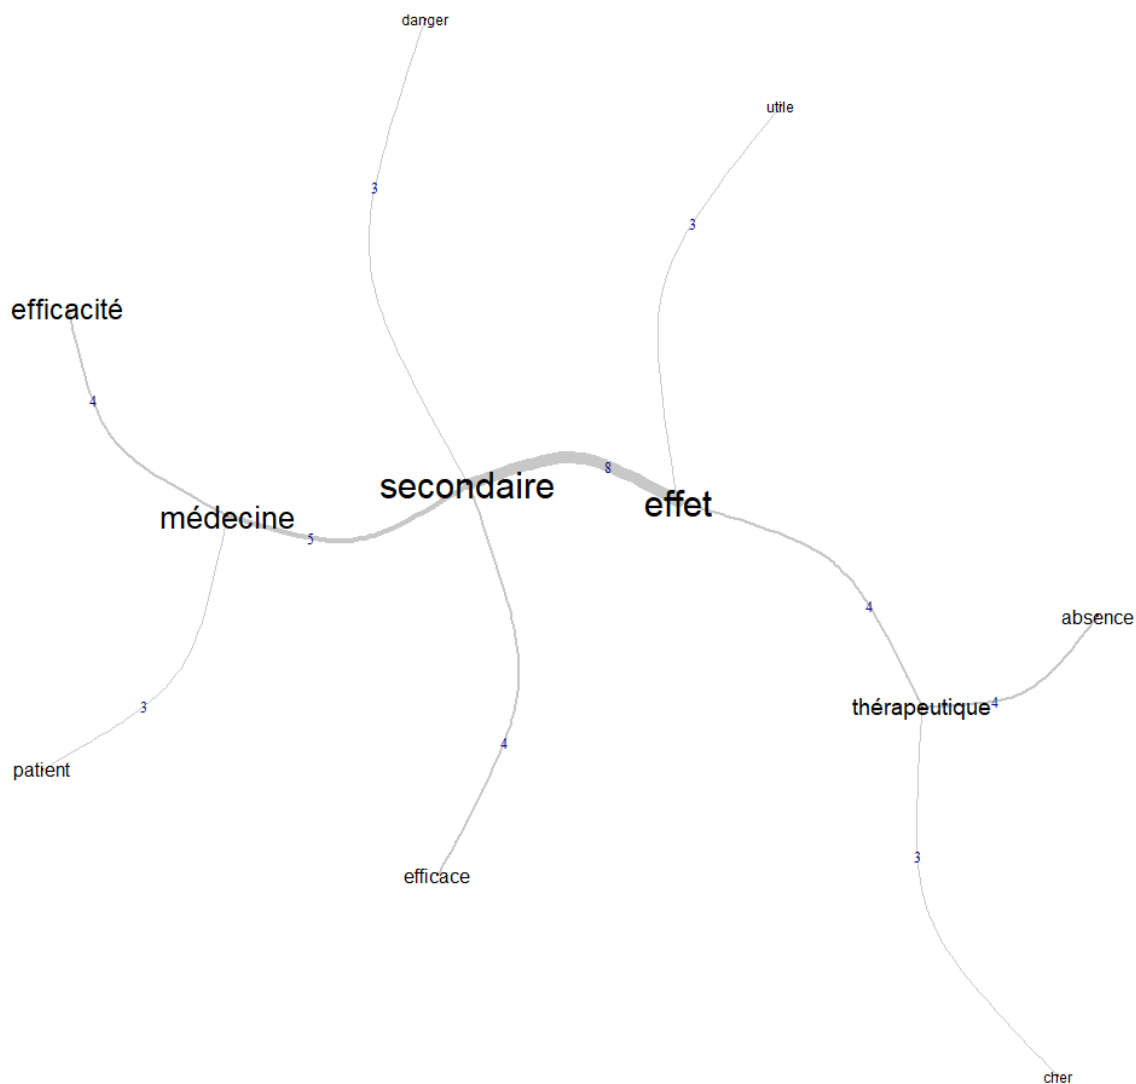 danger
utile
3
3
efficacité
4
8
secondaire
effet
médecine
5
4
absence
4
thérapeutique
3
4
patient
3
efficace
cher